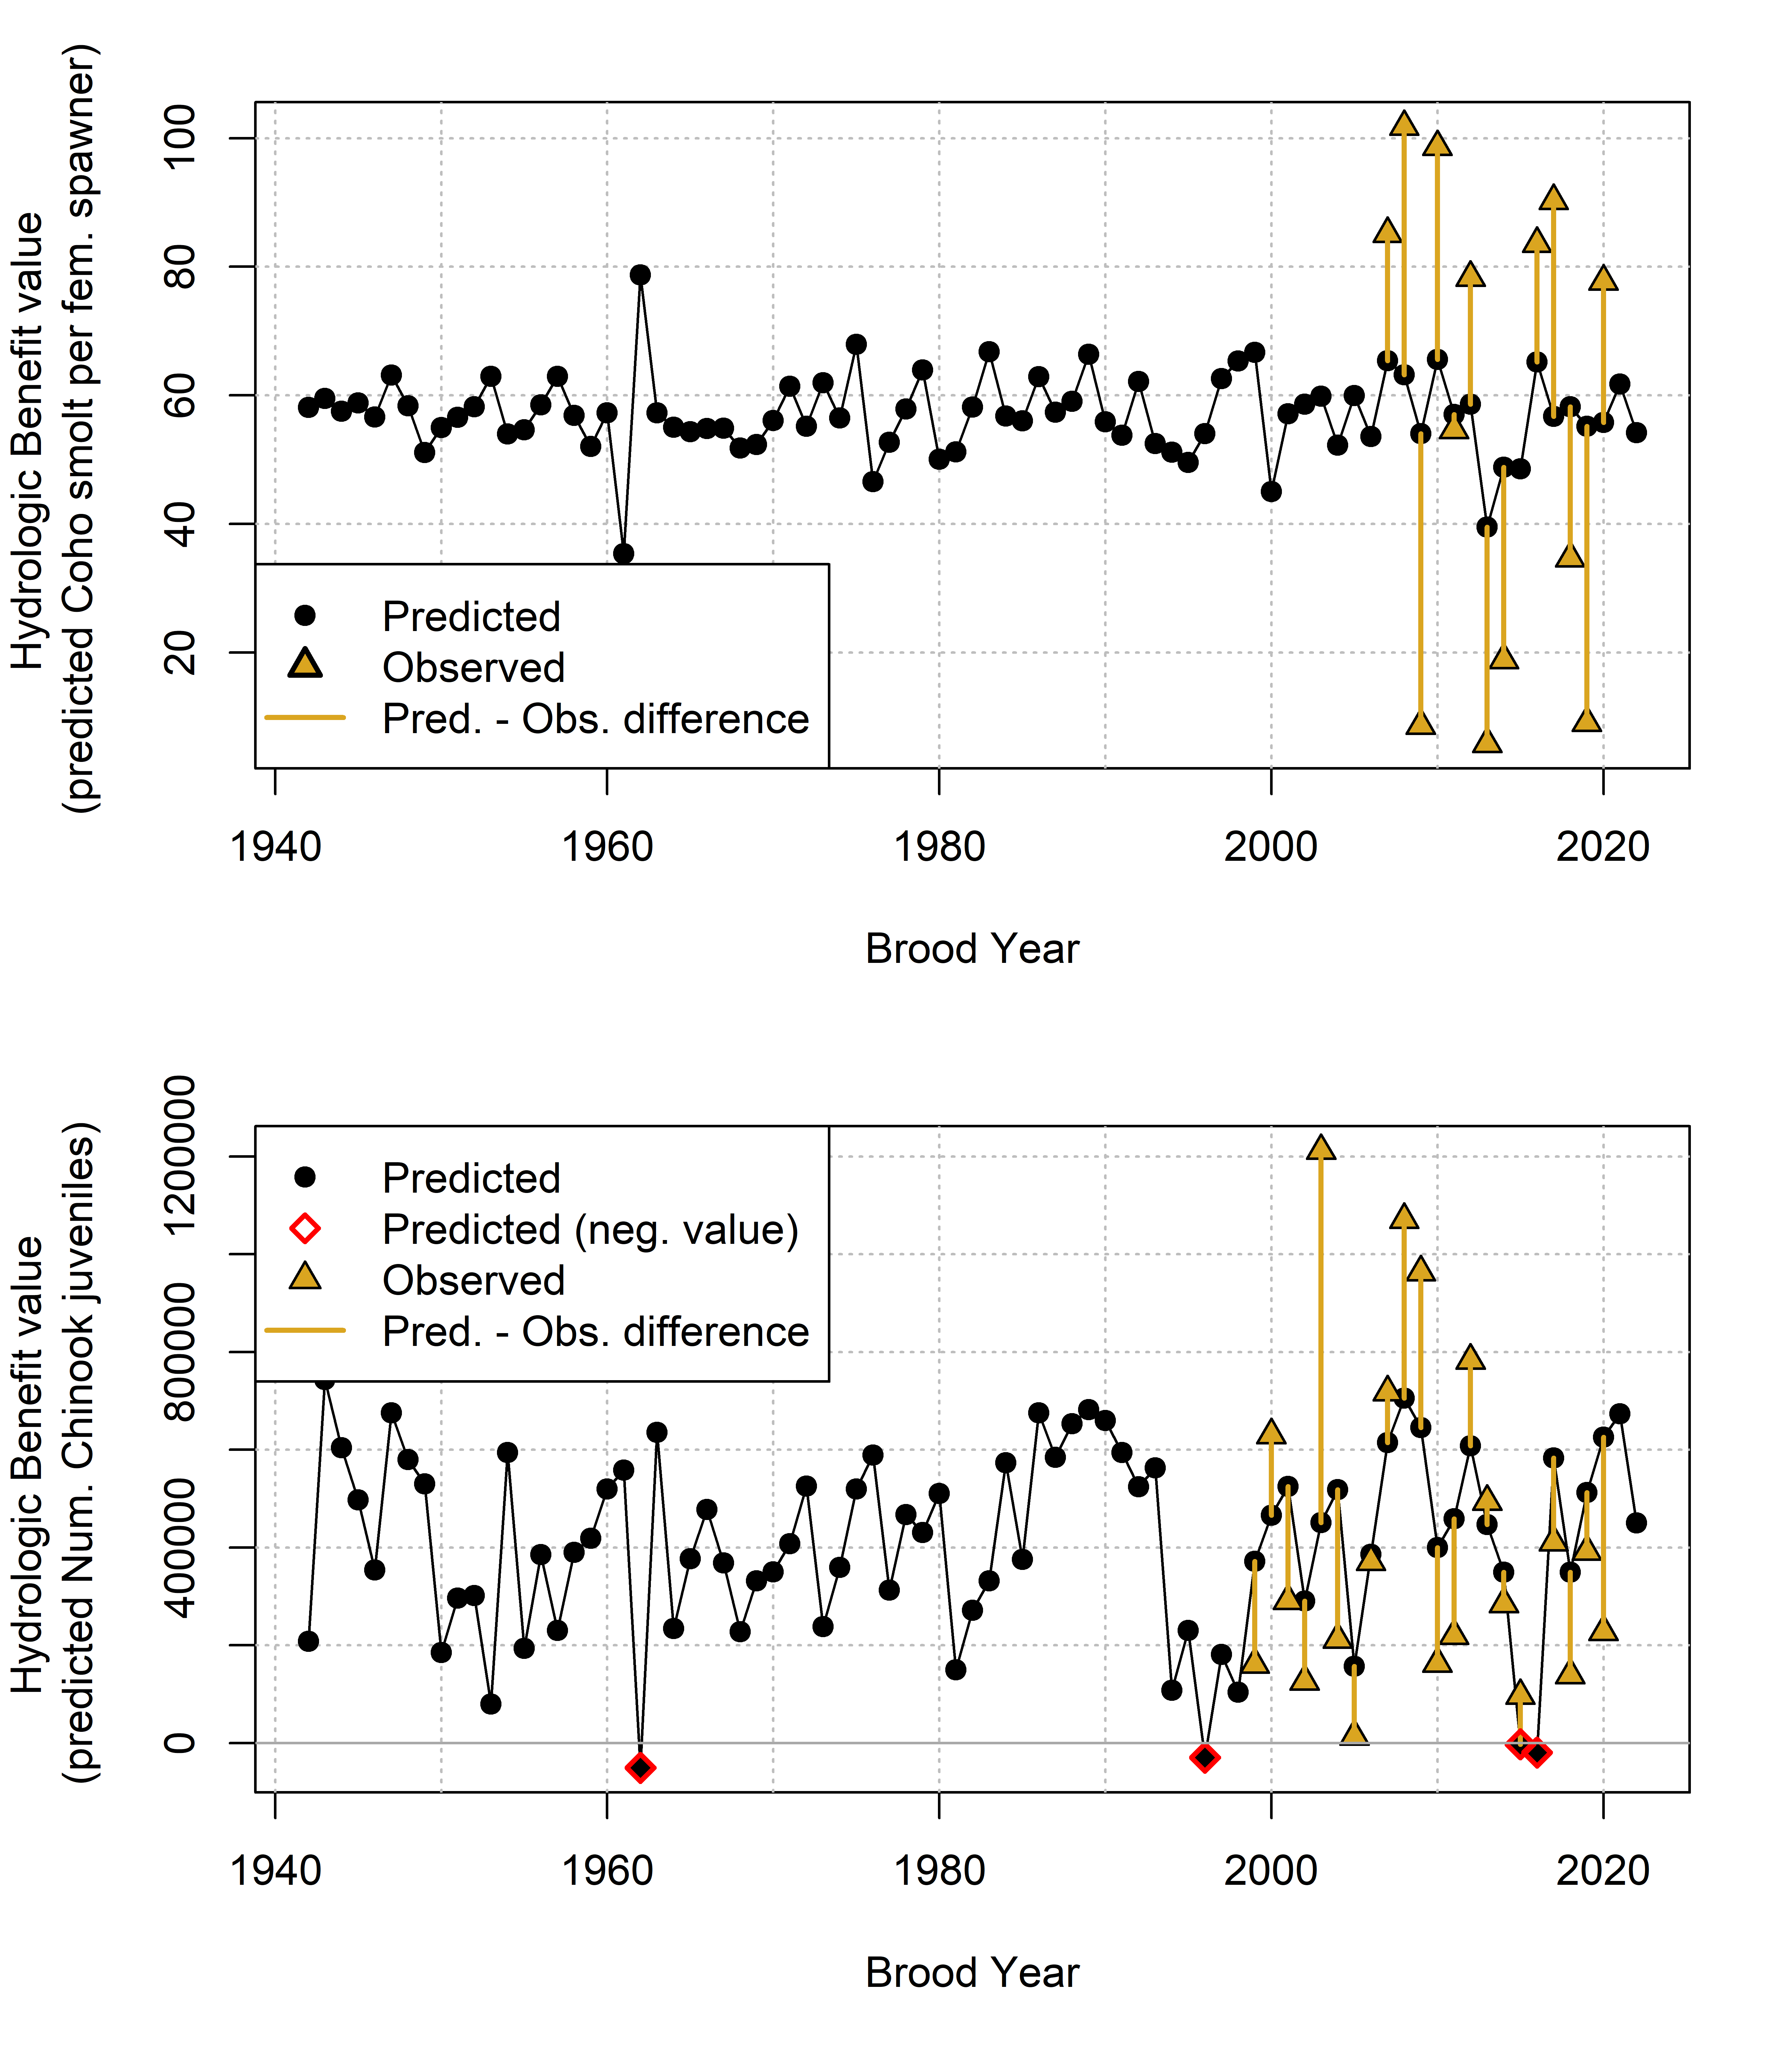 Hydrologic Benefit value
(predicted Coho smolt per fem. spawner)
100
80
60
40
20
Predicted
Observed
Pred. - Obs. difference
1940 1960 1980 2000 2020
Brood Year
Hydrologic Benefit value
(predicted Num. Chinook juveniles)
1200000
800000
400000
0
Predicted
Predicted (neg. value)
Observed
Pred. - Obs. difference
1940 1960 1980 2000 2020
Brood Year